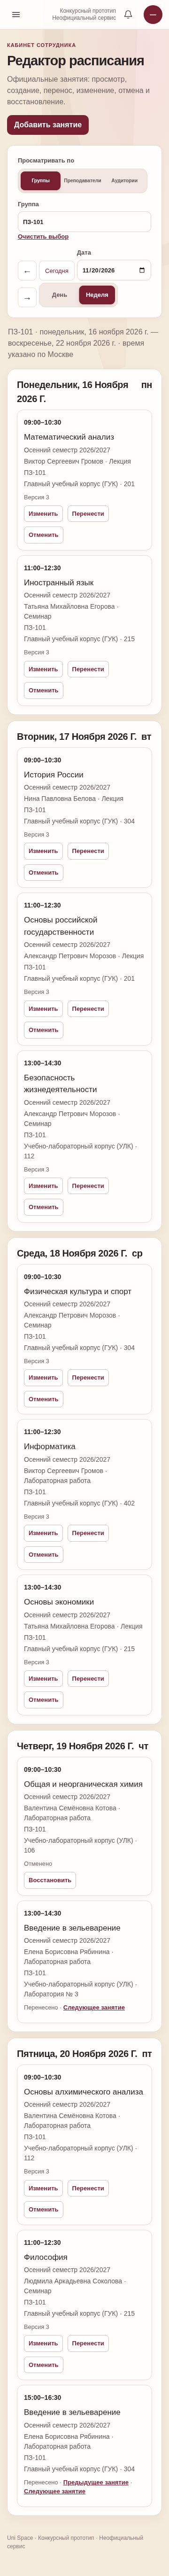 Конкурсный прототип
Неофициальный сервис
—
КАБИНЕТ СОТРУДНИКА
Редактор расписания
Официальные занятия: просмотр,
создание, перенос, изменение, отмена и
восстановление.
Добавить занятие
Просматривать по
Группы
Преподаватели
Аудитории
Группа
ПЗ-101
Очистить выбор
Дата
←
Сегодня
11/20/2026
→
День
Неделя
ПЗ-101 · понедельник, 16 ноября 2026 г. —
воскресенье, 22 ноября 2026 г. · время
указано по Москве
Понедельник, 16 Ноября пн
2026 Г.
09:00–10:30
Математический анализ
Осенний семестр 2026/2027
Виктор Сергеевич Громов · Лекция
ПЗ-101
Главный учебный корпус (ГУК) · 201
Версия 3
Изменить
Перенести
Отменить
11:00–12:30
Иностранный язык
Осенний семестр 2026/2027
Татьяна Михайловна Егорова ·
Семинар
ПЗ-101
Главный учебный корпус (ГУК) · 215
Версия 3
Изменить
Перенести
Отменить
Вторник, 17 Ноября 2026 Г. вт
09:00–10:30
История России
Осенний семестр 2026/2027
Нина Павловна Белова · Лекция
ПЗ-101
Главный учебный корпус (ГУК) · 304
Версия 3
Изменить
Перенести
Отменить
11:00–12:30
Основы российской
государственности
Осенний семестр 2026/2027
Александр Петрович Морозов · Лекция
ПЗ-101
Главный учебный корпус (ГУК) · 201
Версия 3
Изменить
Перенести
Отменить
13:00–14:30
Безопасность
жизнедеятельности
Осенний семестр 2026/2027
Александр Петрович Морозов ·
Семинар
ПЗ-101
Учебно-лабораторный корпус (УЛК) ·
112
Версия 3
Изменить
Перенести
Отменить
Среда, 18 Ноября 2026 Г. ср
09:00–10:30
Физическая культура и спорт
Осенний семестр 2026/2027
Александр Петрович Морозов ·
Семинар
ПЗ-101
Главный учебный корпус (ГУК) · 304
Версия 3
Изменить
Перенести
Отменить
11:00–12:30
Информатика
Осенний семестр 2026/2027
Виктор Сергеевич Громов ·
Лабораторная работа
ПЗ-101
Главный учебный корпус (ГУК) · 402
Версия 3
Изменить
Перенести
Отменить
13:00–14:30
Основы экономики
Осенний семестр 2026/2027
Татьяна Михайловна Егорова · Лекция
ПЗ-101
Главный учебный корпус (ГУК) · 215
Версия 3
Изменить
Перенести
Отменить
Четверг, 19 Ноября 2026 Г. чт
09:00–10:30
Общая и неорганическая химия
Осенний семестр 2026/2027
Валентина Семёновна Котова ·
Лабораторная работа
ПЗ-101
Учебно-лабораторный корпус (УЛК) ·
106
Отменено
Восстановить
13:00–14:30
Введение в зельеварение
Осенний семестр 2026/2027
Елена Борисовна Рябинина ·
Лабораторная работа
ПЗ-101
Учебно-лабораторный корпус (УЛК) ·
Лаборатория № 3
Перенесено · Следующее занятие
Пятница, 20 Ноября 2026 Г. пт
09:00–10:30
Основы алхимического анализа
Осенний семестр 2026/2027
Валентина Семёновна Котова ·
Лабораторная работа
ПЗ-101
Учебно-лабораторный корпус (УЛК) ·
112
Версия 3
Изменить
Перенести
Отменить
11:00–12:30
Философия
Осенний семестр 2026/2027
Людмила Аркадьевна Соколова ·
Семинар
ПЗ-101
Главный учебный корпус (ГУК) · 215
Версия 3
Изменить
Перенести
Отменить
15:00–16:30
Введение в зельеварение
Осенний семестр 2026/2027
Елена Борисовна Рябинина ·
Лабораторная работа
ПЗ-101
Главный учебный корпус (ГУК) · 304
Перенесено · Предыдущее занятие ·
Следующее занятие
Uni Space · Конкурсный прототип · Неофициальный
сервис